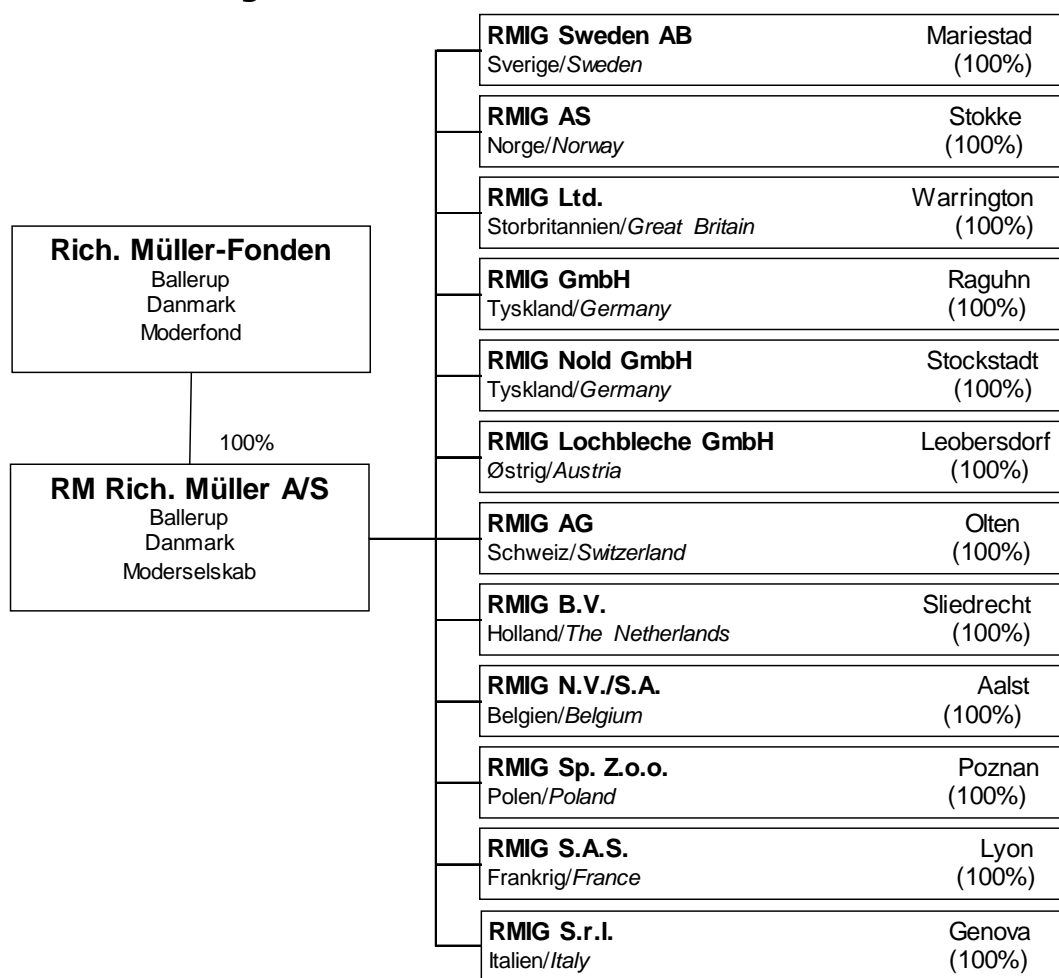 Rich. Müller-Fonden
Ballerup
Danmark
Moderfond
100%
RM Rich. Müller A/S
Ballerup
Danmark
Moderselskab
RMIG Sweden AB Mariestad
Sverige/Sweden (100%)
RMIG AS Stokke
Norge/Norway (100%)
RMIG Ltd. Warrington
Storbritannien/Great Britain (100%)
RMIG GmbH Raguhn
Tyskland/Germany (100%)
RMIG Nold GmbH Stockstadt
Tyskland/Germany (100%)
RMIG Lochbleche GmbH Leobersdorf
Østrig/Austria (100%)
RMIG AG Olten
Schweiz/Switzerland (100%)
RMIG B.V. Sliedrecht
Holland/The Netherlands (100%)
RMIG N.V./S.A. Aalst
Belgien/Belgium (100%)
RMIG Sp. Z.o.o. Poznan
Polen/Poland (100%)
RMIG S.A.S. Lyon
Frankrig/France (100%)
RMIG S.r.l. Genova
Italien/Italy (100%)